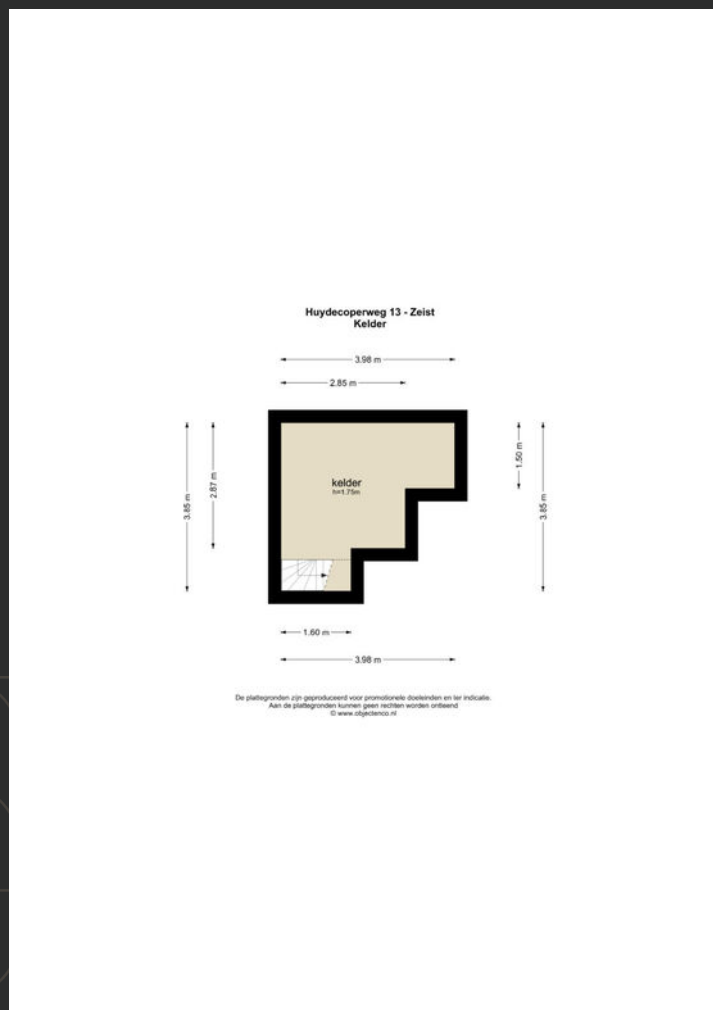 Huydecoperweg 13 - Zeist
Kelder
3.98 m
2.85 m
3.85 m
2.87 m
kelder
h=1.75m
1.50 m
3.85 m
1.60 m
3.98 m
De plattegronden zijn geproduceerd voor promotionele doeleinden en ter indicatie.
Aan de plattegronden kunnen geen rechten worden ontleend
© www.objectenco.nl